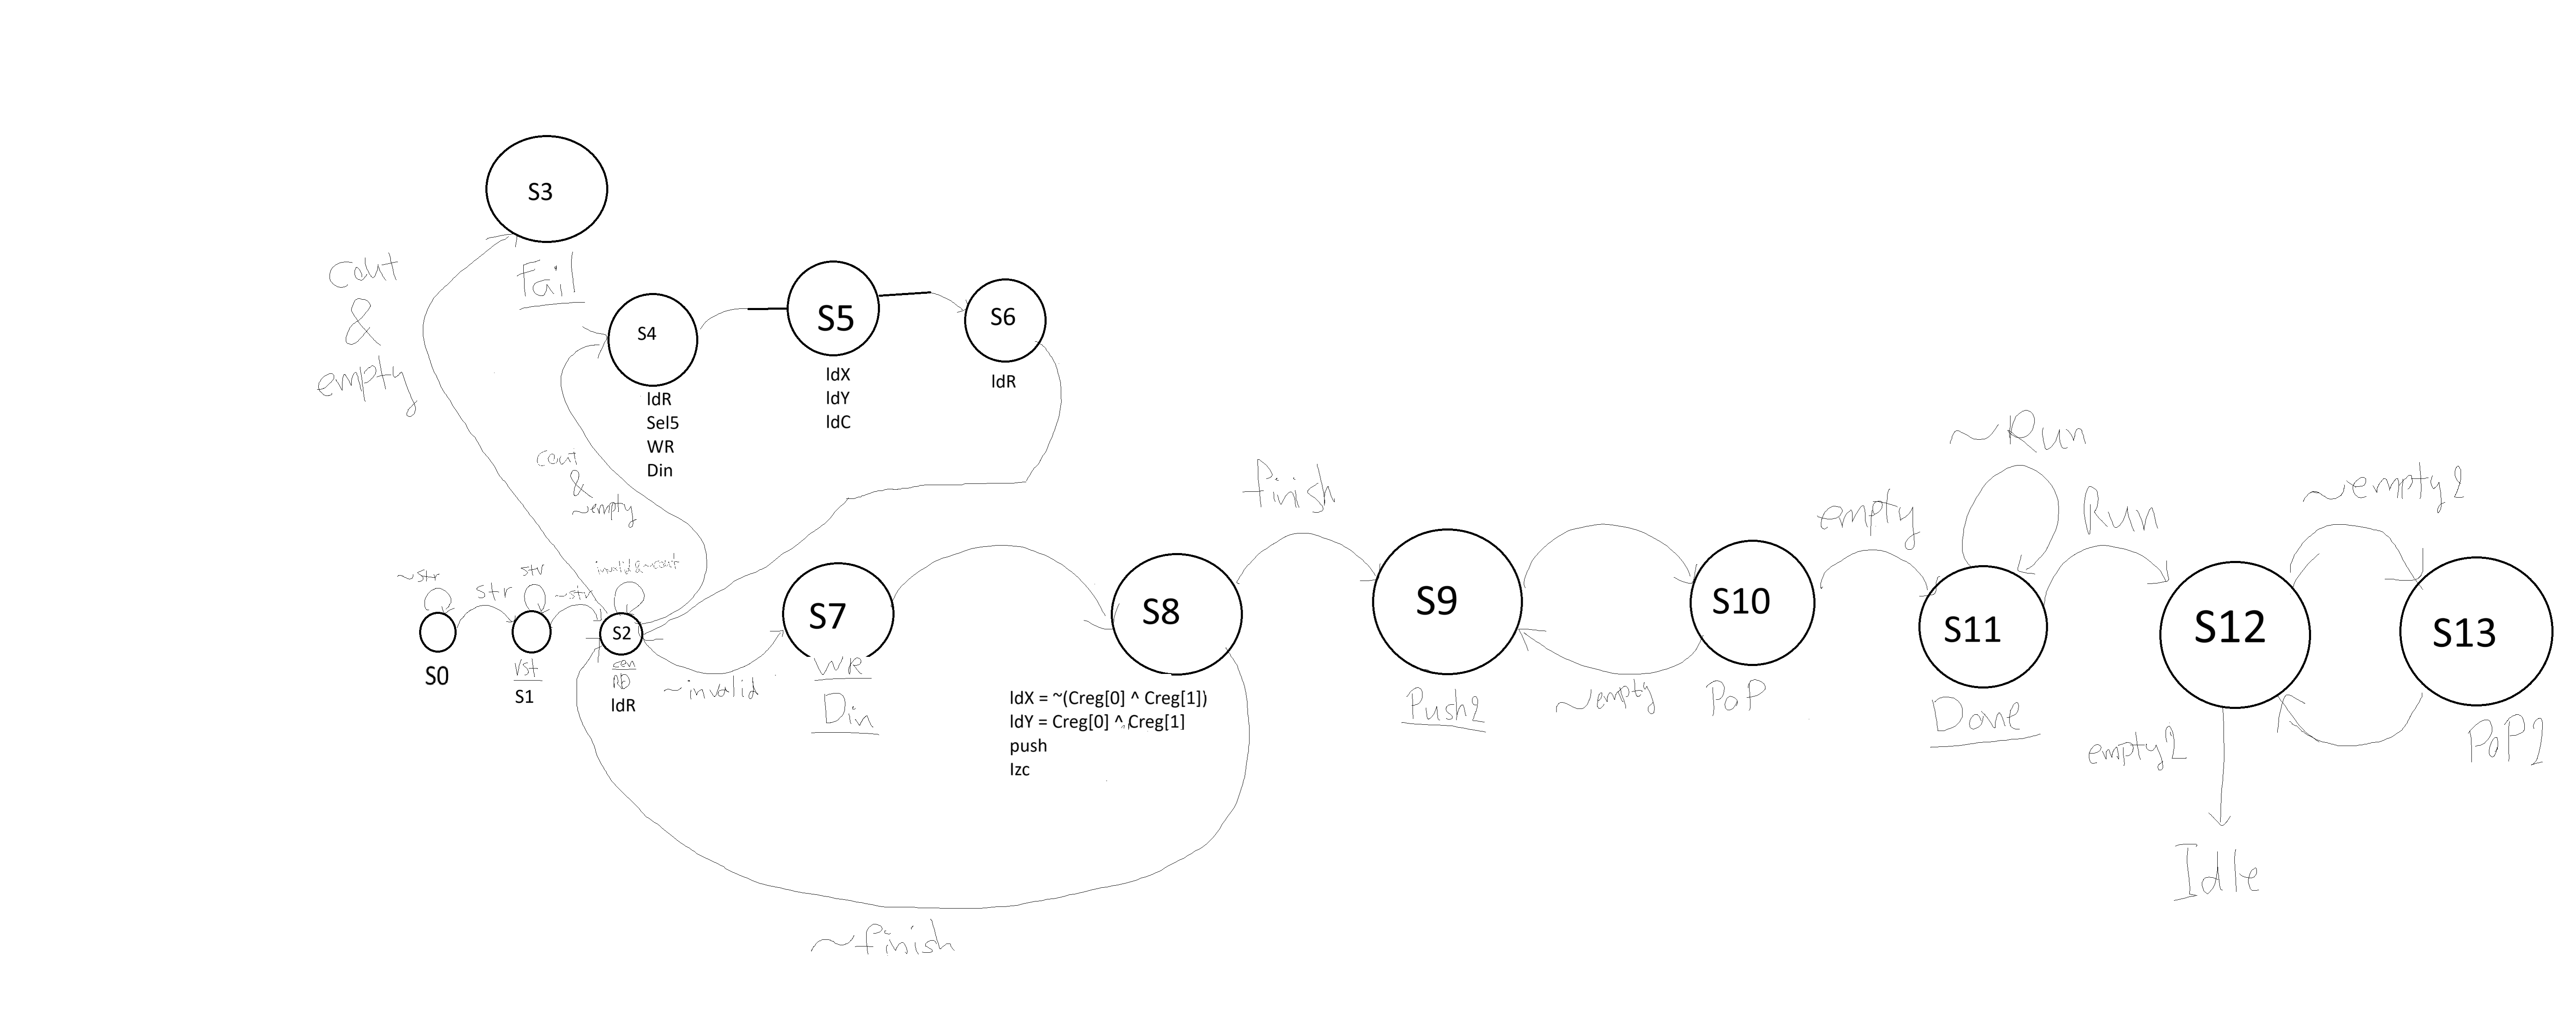 S3
Fail
cout
&
empty
S4
ldR
Sel5
WR
Din
S5
ldX
ldY
ldC
S6
ldR
cout
&
~empty
~str
S0
str
str
S1
~str
invalid&~cout
S2
cen
RD
ldR
~invalid
S7
WR
Din
S8
ldX = ~(Creg[0] ^ Creg[1])
ldY = Creg[0] ^ Creg[1]
push
Izc
~finish
finish
S9
Push2
~empty
S10
PoP
empty
~Run
S11
Done
Run
S12
empty2
Idle
~empty2
S13
PoP2